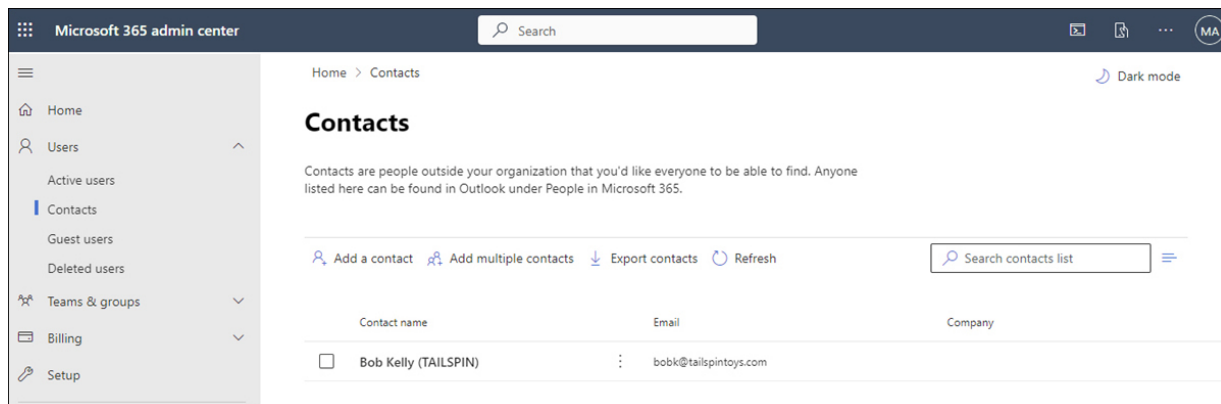 Microsoft 365 admin center
Search
MA
Home > Contacts
Dark mode
Home
Users
Active users
Contacts
Guest users
Deleted users
Teams & groups
Billing
Setup
Contacts
Contacts are people outside your organization that you'd like everyone to be able to find. Anyone
listed here can be found in Outlook under People in Microsoft 365.
Add a contact Add multiple contacts Export contacts Refresh Search contacts list
Contact name Email Company
Bob Kelly (TAILSPIN) bobk@tailspintoys.com